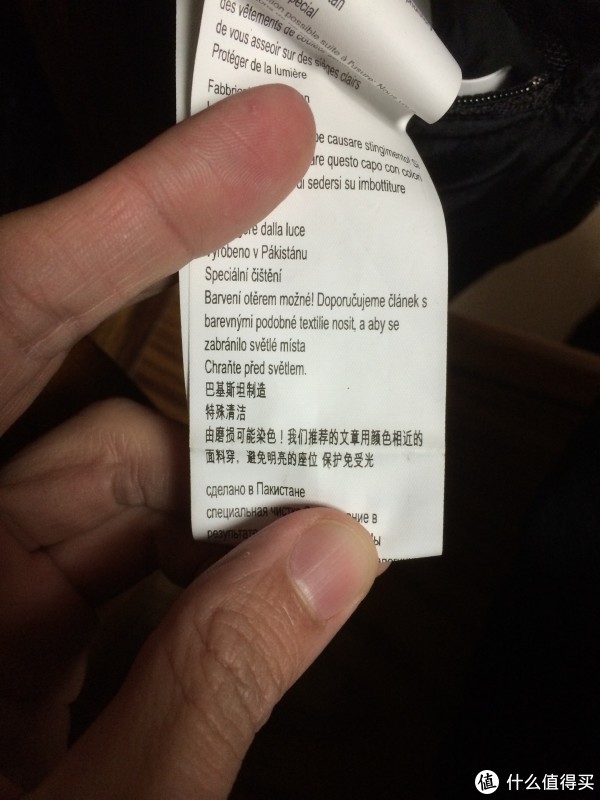 special
des vêtements de
de vous asseoir sur des sièges clairs
Protéger de la lumière
causare stingimento
questo capo con colori
di sedersi su imbottiture
dalla luce
Vyrobeno v Pákistánu
Speciální čištění
Barvení otěrem možné! Doporučujeme článek s
barevnými podobné textilie nosit, a aby se
zabránilo světlé místa
Chraňte před světlem.
巴基斯坦制造
特殊清洁
由磨损可能染色！我们推荐的文章用颜色相近的
面料穿，避免明亮的座位 保护免受光
сделано в Пакистане
специальная
в
值 什么值得买